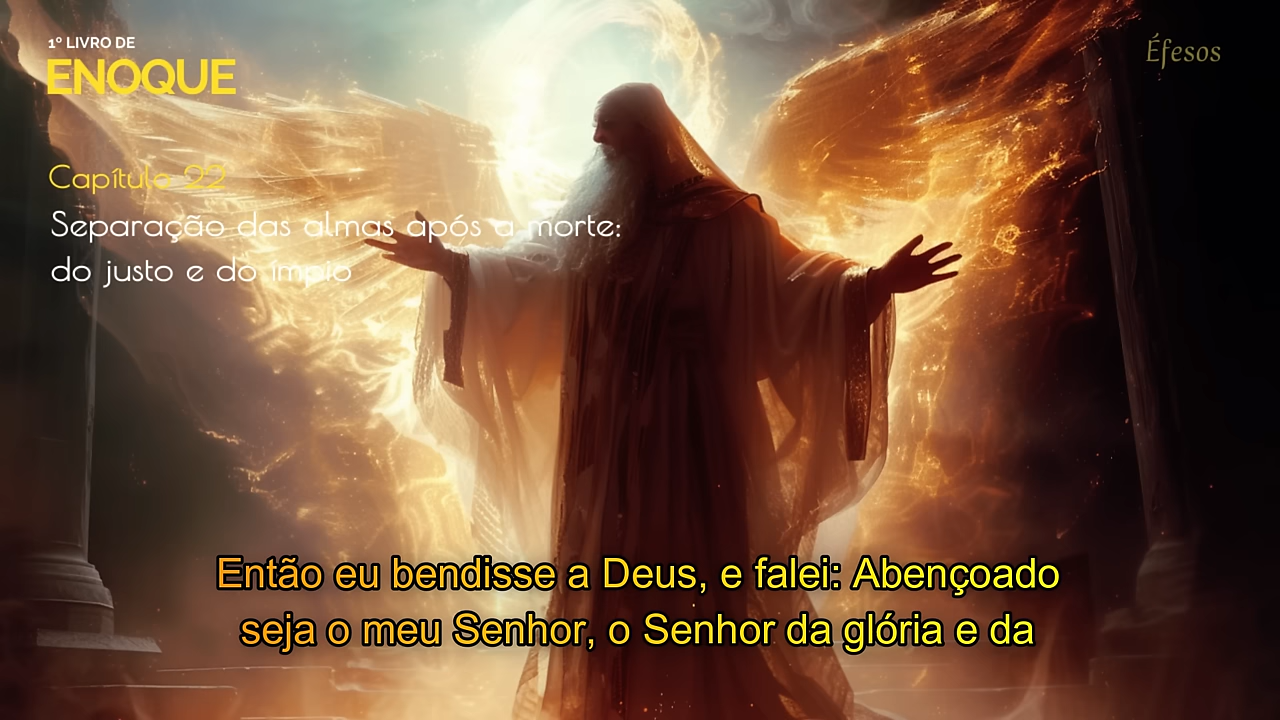 1º LIVRO DE
ENOQUE
Éfesos
Capítulo 22
Separação das almas após a morte:
do justo e do ímpio
Então eu bendisse a Deus, e falei: Abençoado
seja o meu Senhor, o Senhor da glória e da